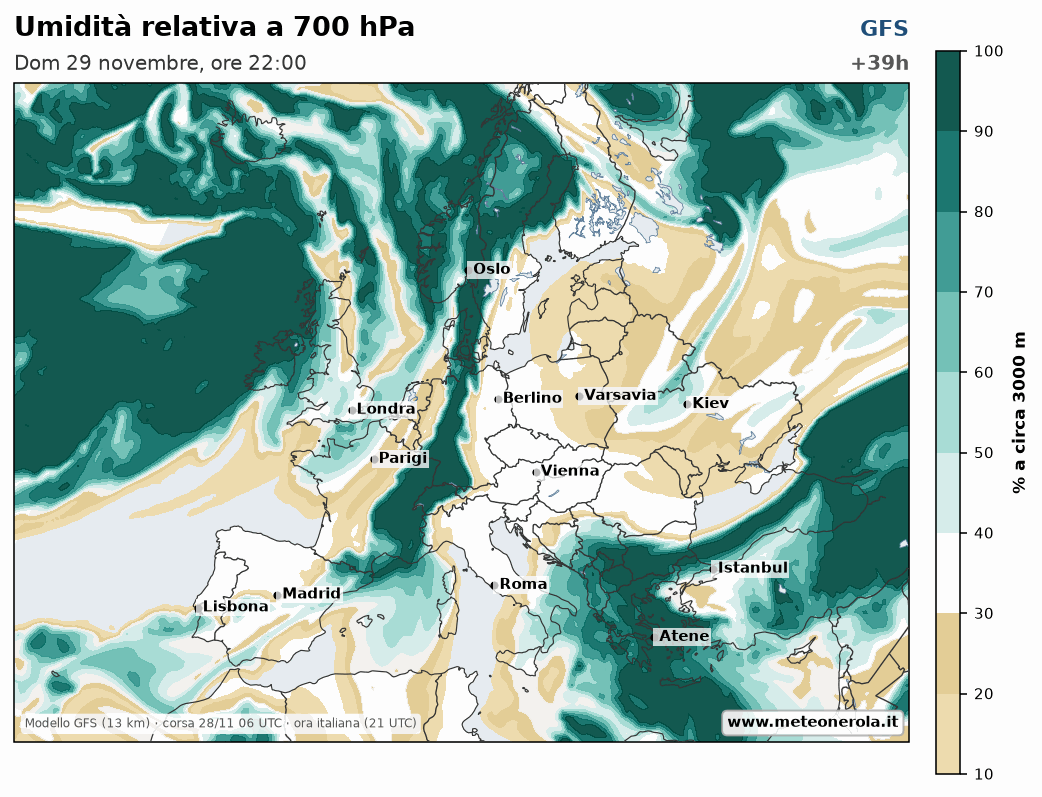 Umidità relativa a 700 hPa
GFS
Dom 29 novembre, ore 22:00
+39h
100
90
80
70
60
50
40
30
20
10
% a circa 3000 m
Oslo
Londra
Berlino
Varsavia
Kiev
Parigi
Vienna
Istanbul
Roma
Madrid
Lisbona
Atene
Modello GFS (13 km) · corsa 28/11 06 UTC · ora italiana (21 UTC)
www.meteonerola.it